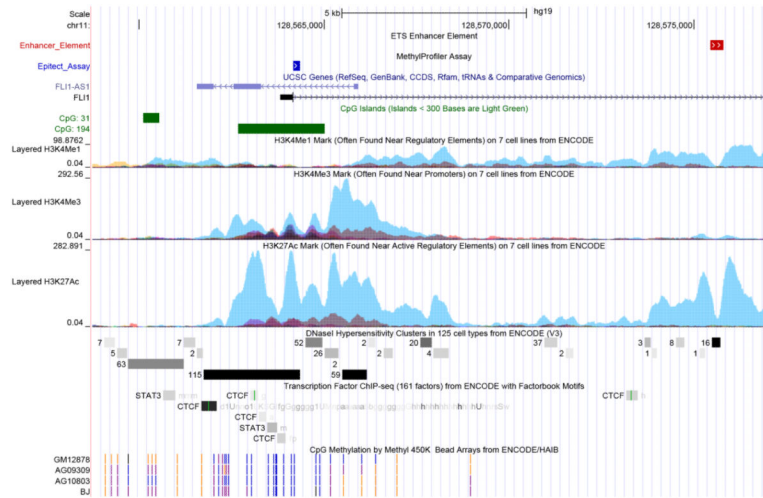 Scale 5 kb hg19
chr11: 128,565,000 128,570,000 128,575,000
ETS Enhancer Element
Enhancer_Element
MethylProfiler Assay
Epitect_Assay
UCSC Genes (RefSeq, GenBank, CCDS, Rfam, tRNAs & Comparative Genomics)
FLI1-AS1
FLI1
CpG Islands (Islands < 300 Bases are Light Green)
CpG: 31
CpG: 194
H3K4Me1 Mark (Often Found Near Regulatory Elements) on 7 cell lines from ENCODE
98.8762
Layered H3K4Me1
0.04
H3K4Me3 Mark (Often Found Near Promoters) on 7 cell lines from ENCODE
292.56
Layered H3K4Me3
0.04
H3K27Ac Mark (Often Found Near Active Regulatory Elements) on 7 cell lines from ENCODE
282.891
Layered H3K27Ac
0.04
DNaseI Hypersensitivity Clusters in 125 cell types from ENCODE (V3)
7 7 52 2 20 37 3 8 16
5 2 26 4 2 1 1
63 2
115 59
Transcription Factor ChIP-seq (161 factors) from ENCODE with Factorbook Motifs
STAT3 CTCF CTCF
CTCF
CTCF
STAT3
CTCF
CpG Methylation by Methyl 450K Bead Arrays from ENCODE/HAIB
GM12878
AG09309
AG10803
BJ